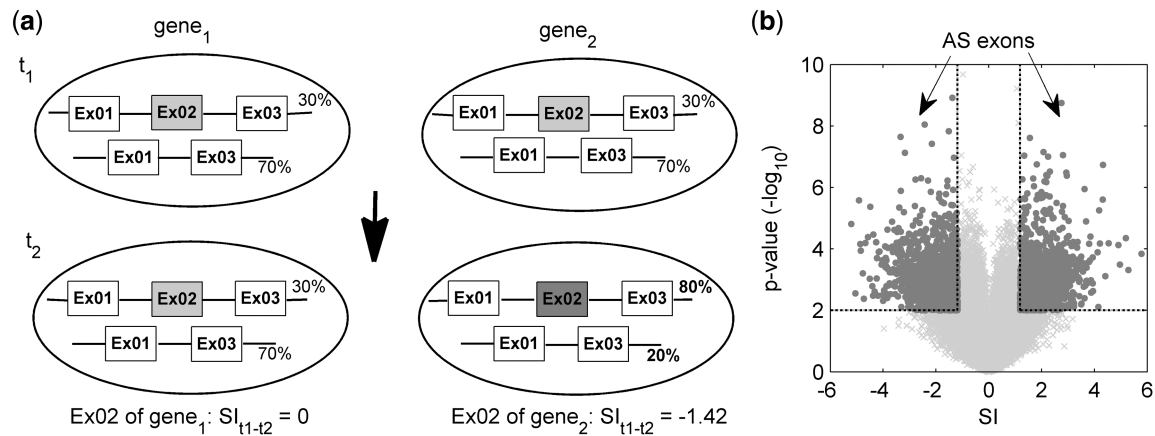 (a)
gene1
gene2
t1
Ex01 Ex02 Ex03 30%
Ex01 Ex03 70%
Ex01 Ex02 Ex03 30%
Ex01 Ex03 70%
t2
Ex01 Ex02 Ex03 30%
Ex01 Ex03 70%
Ex01 Ex02 Ex03 80%
Ex01 Ex03 20%
Ex02 of gene1: SIt1-t2 = 0
Ex02 of gene2: SIt1-t2 = -1.42
(b)
AS exons
p-value (-log10)
10
8
6
4
2
0
-6 -4 -2 0 2 4 6
SI